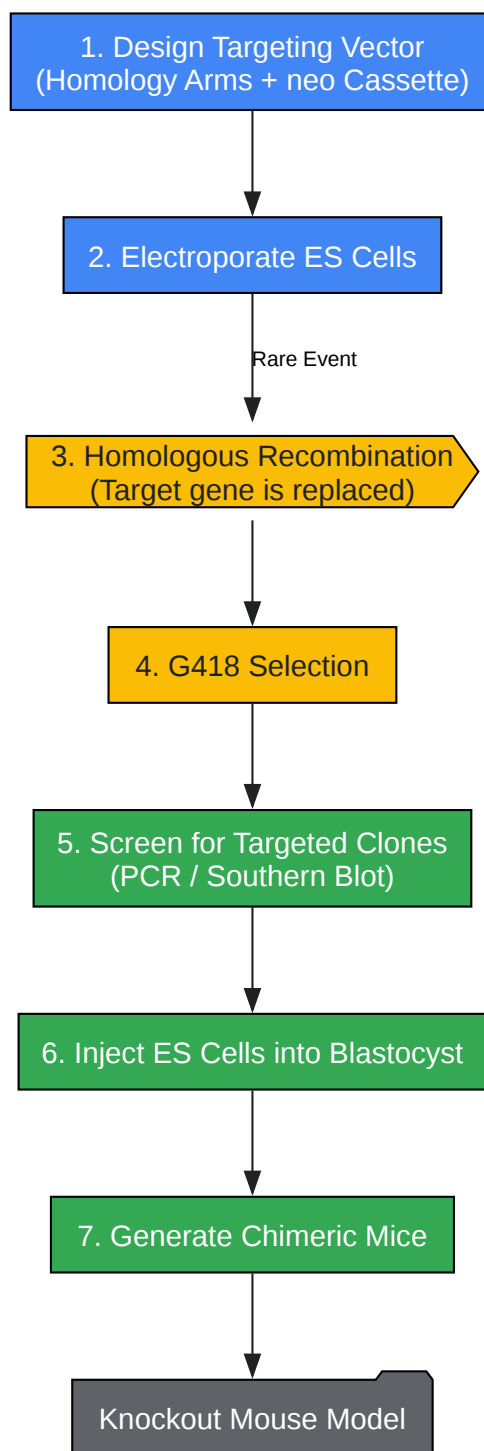 1. Design Targeting Vector
(Homology Arms + neo Cassette)
2. Electroporate ES Cells
Rare Event
3. Homologous Recombination
(Target gene is replaced)
4. G418 Selection
5. Screen for Targeted Clones
(PCR / Southern Blot)
6. Inject ES Cells into Blastocyst
7. Generate Chimeric Mice
Knockout Mouse Model